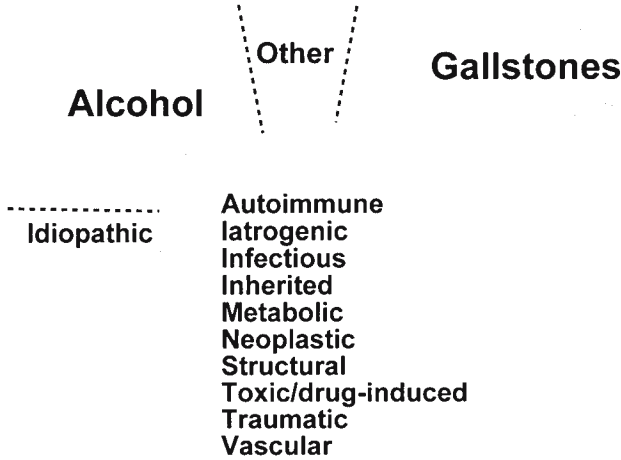 Other
Gallstones
Alcohol
Idiopathic
Autoimmune
Iatrogenic
Infectious
Inherited
Metabolic
Neoplastic
Structural
Toxic/drug-induced
Traumatic
Vascular